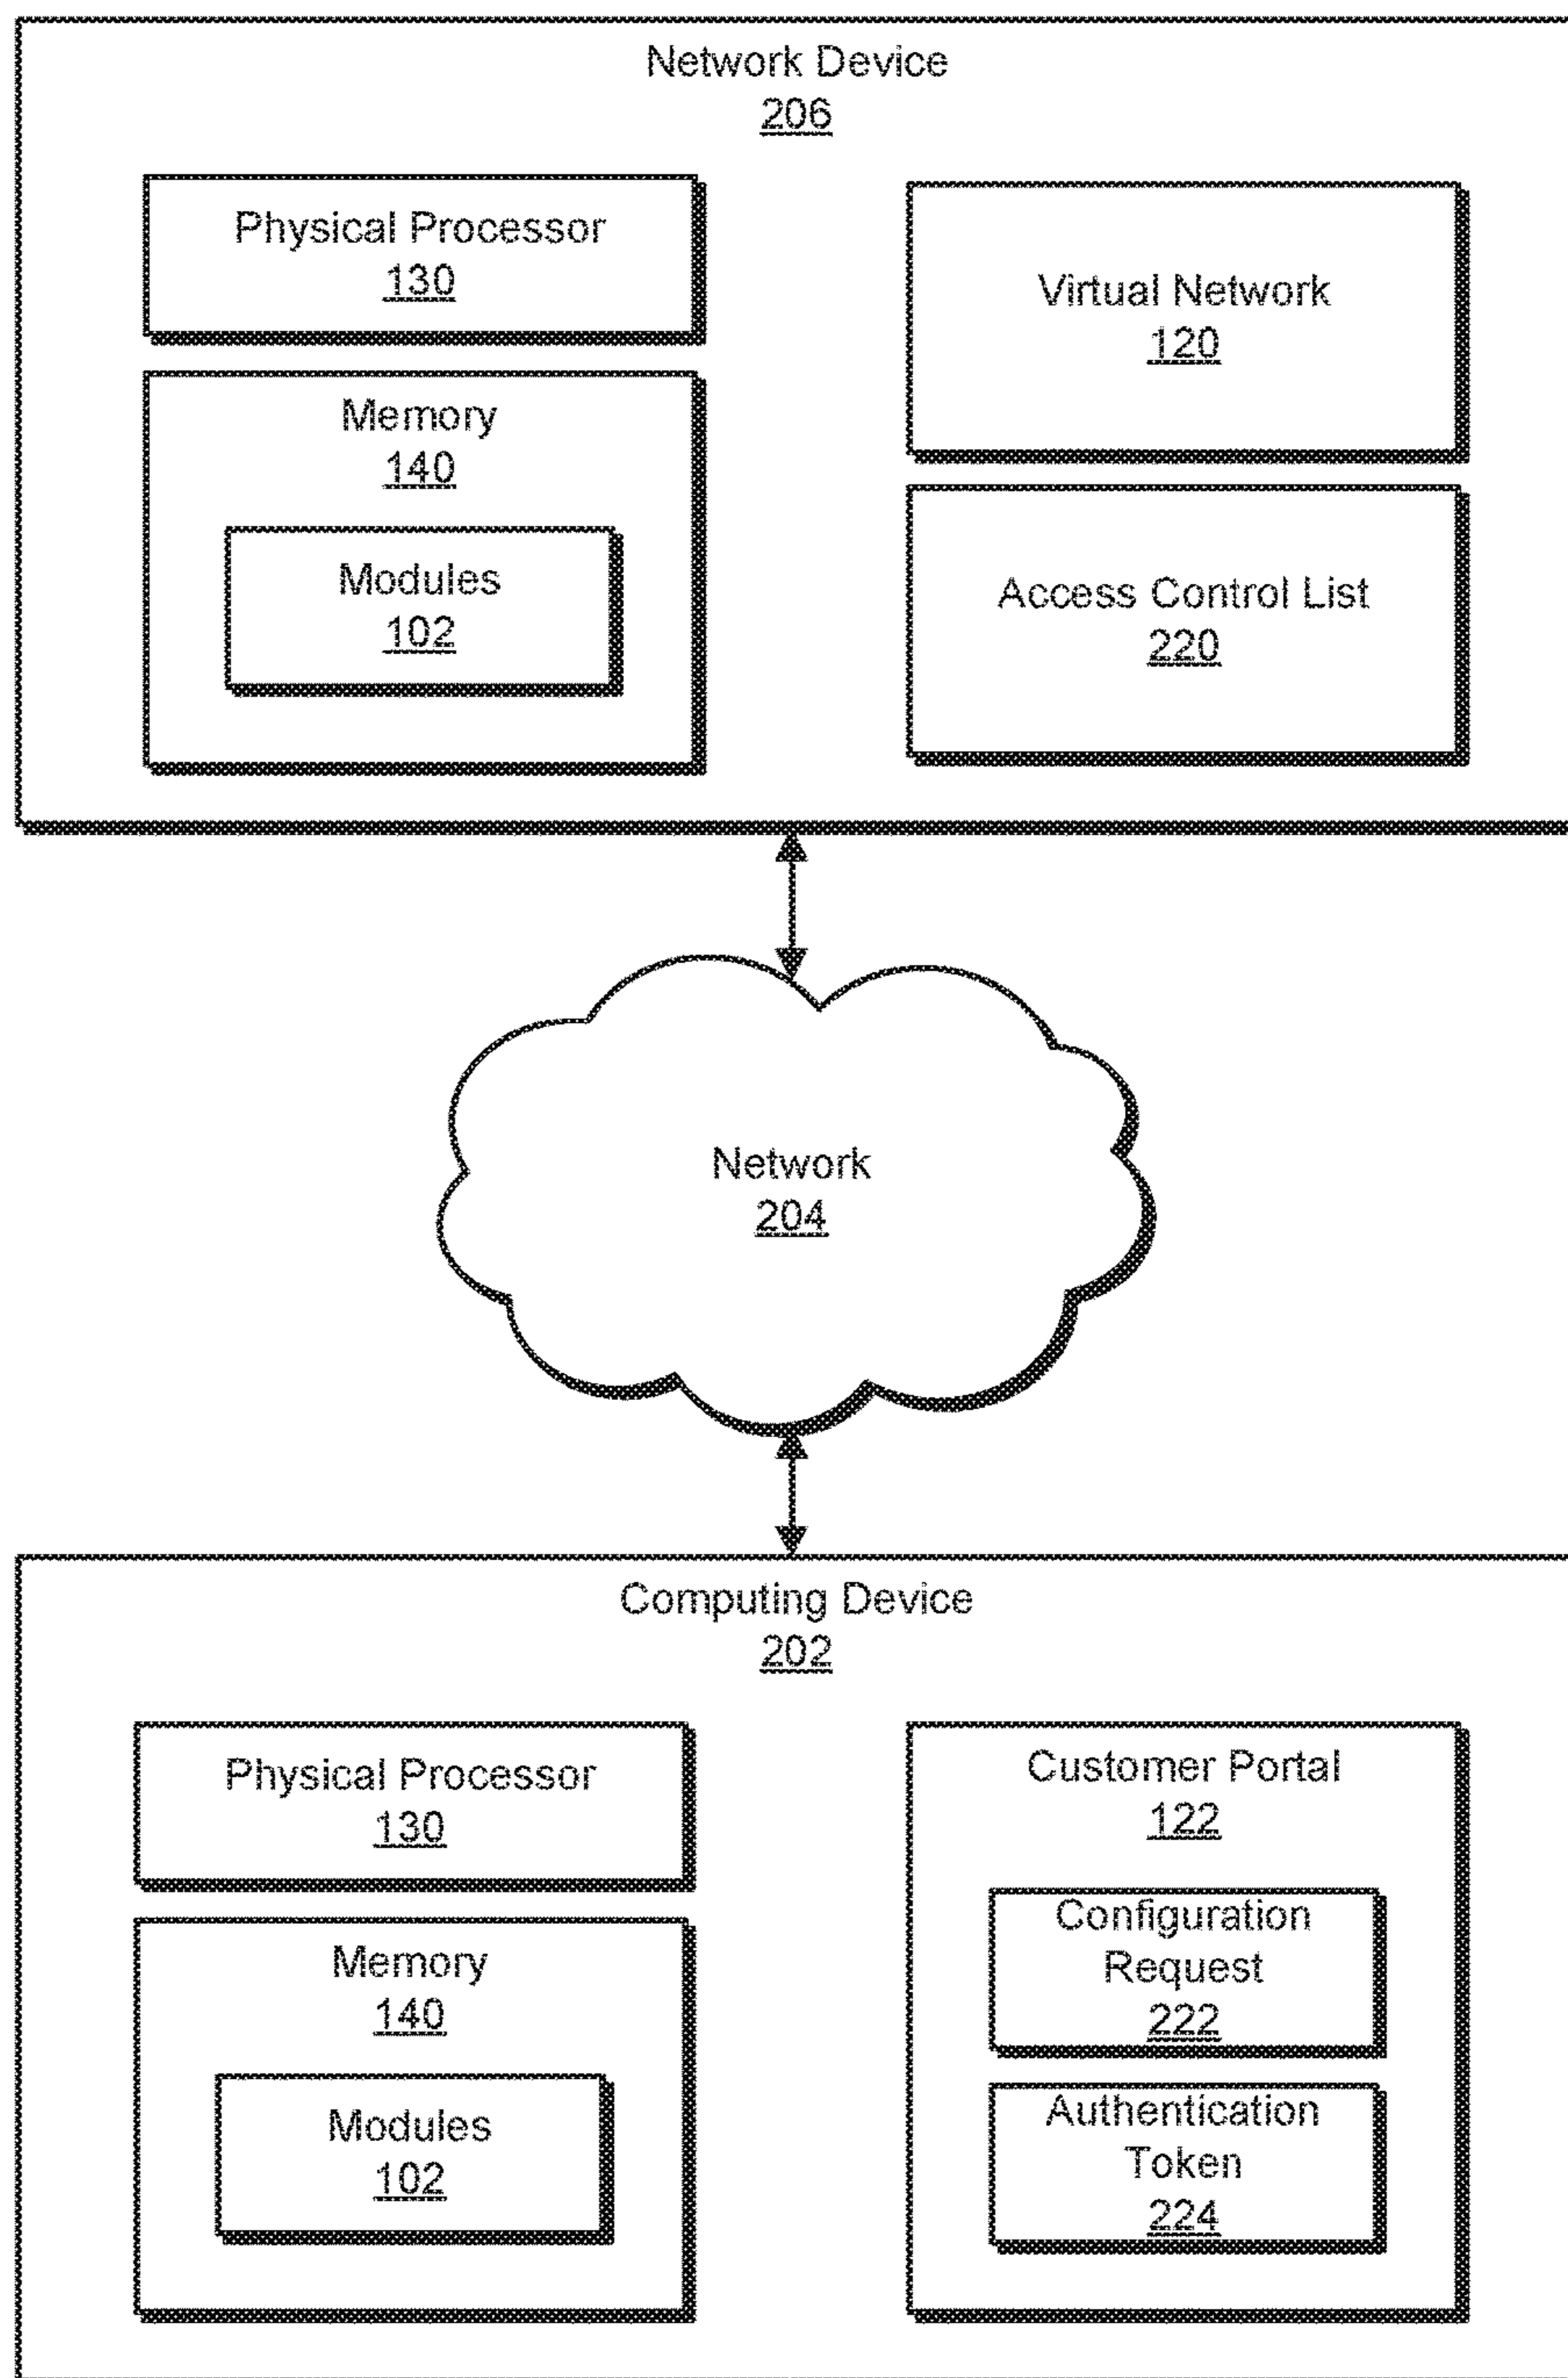 Network Device
206
Physical Processor
130
Memory
140
Modules
102
Virtual Network
120
Access Control List
220
Network
204
Computing Device
202
Physical Processor
130
Memory
140
Modules
102
Customer Portal
122
Configuration
Request
222
Authentication
Token
224